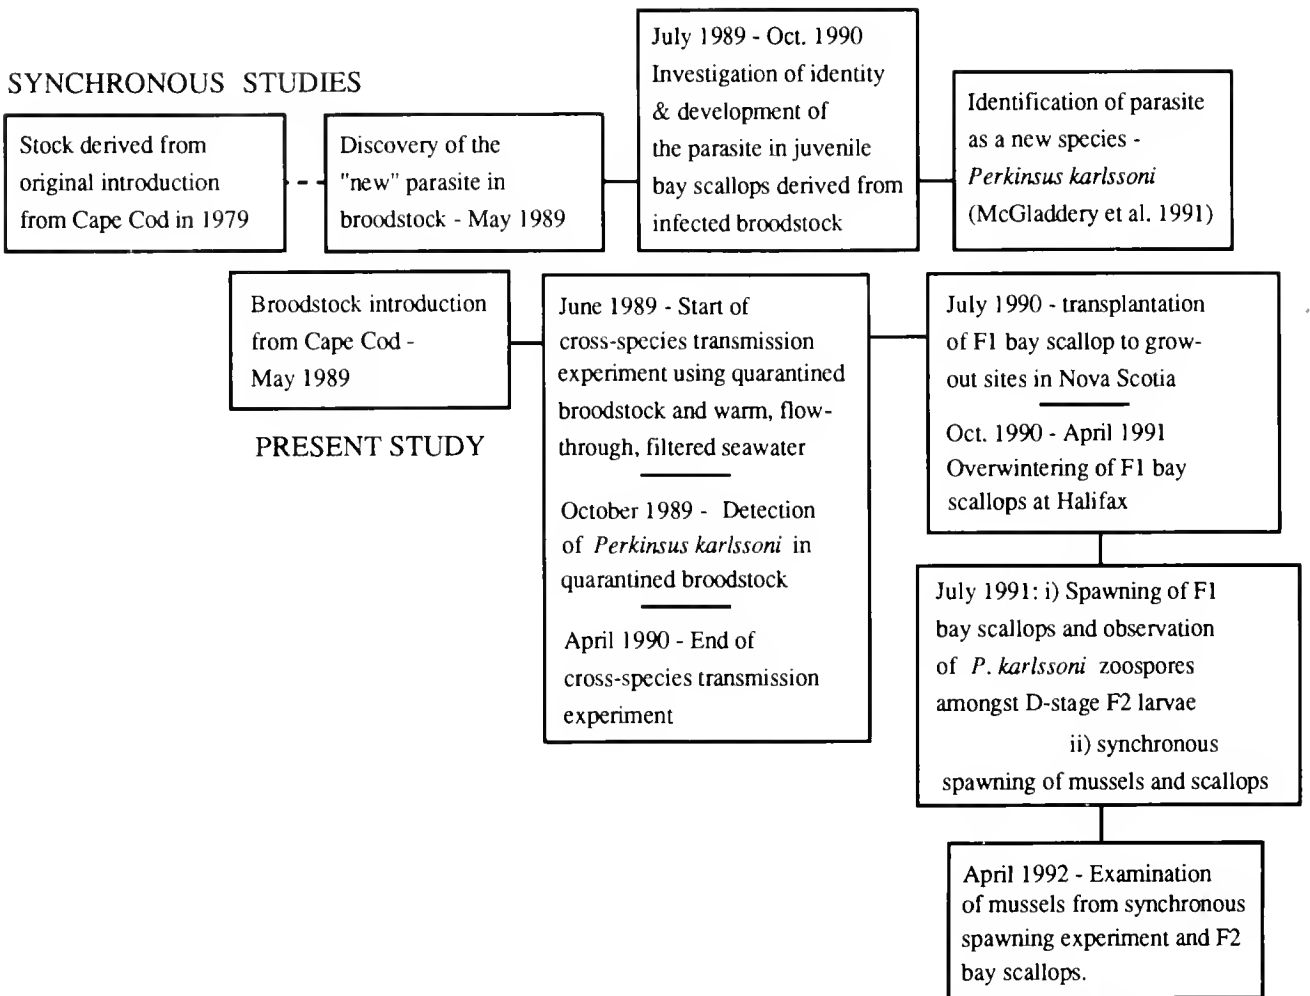 SYNCHRONOUS STUDIES
Stock derived from
original introduction
from Cape Cod in 1979
Discovery of the
"new" parasite in
broodstock - May 1989
July 1989 - Oct. 1990
Investigation of identity
& development of
the parasite in juvenile
bay scallops derived from
infected broodstock
Identification of parasite
as a new species -
Perkinsus karlssoni
(McGladdery et al. 1991)
Broodstock introduction
from Cape Cod -
May 1989
PRESENT STUDY
June 1989 - Start of
cross-species transmission
experiment using quarantined
broodstock and warm, flow-
through, filtered seawater
October 1989 - Detection
of Perkinsus karlssoni in
quarantined broodstock
April 1990 - End of
cross-species transmission
experiment
July 1990 - transplantation
of F1 bay scallop to grow-
out sites in Nova Scotia
Oct. 1990 - April 1991
Overwintering of F1 bay
scallops at Halifax
July 1991: i) Spawning of F1
bay scallops and observation
of P. karlssoni zoospores
amongst D-stage F2 larvae
ii) synchronous
spawning of mussels and scallops
April 1992 - Examination
of mussels from synchronous
spawning experiment and F2
bay scallops.